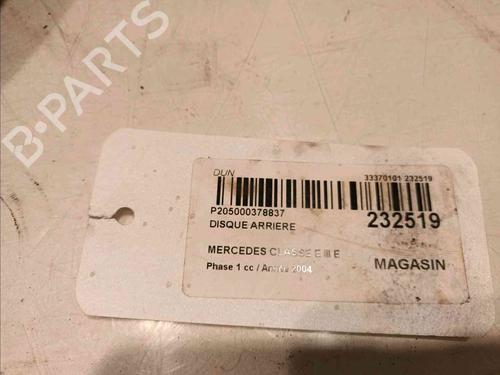 B-PARTS
DUN
33370101 232519
P205000378837
232519
DISQUE ARRIERE
MERCEDES CLASSE E III E
MAGASIN
Phase 1 cc / Année 2004